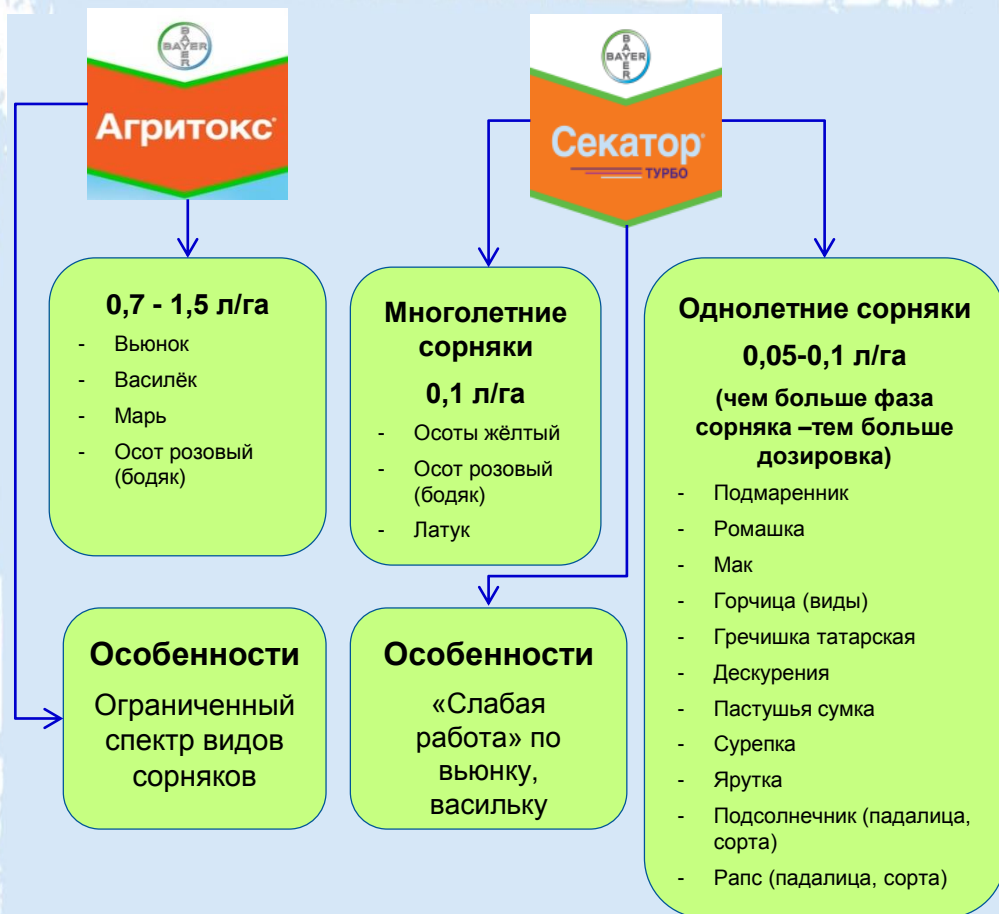 BAYER
BAYER
Агритокс
BAYER
BAYER
Секатор
ТУРБО
0,7 - 1,5 л/га
- Вьюнок
- Василёк
- Марь
- Осот розовый
(бодяк)
Многолетние
сорняки
0,1 л/га
- Осоты жёлтый
- Осот розовый
(бодяк)
- Латук
Однолетние сорняки
0,05-0,1 л/га
(чем больше фаза
сорняка –тем больше
дозировка)
- Подмаренник
- Ромашка
- Мак
- Горчица (виды)
- Гречишка татарская
- Дескурения
- Пастушья сумка
- Сурепка
- Ярутка
- Подсолнечник (падалица,
сорта)
- Рапс (падалица, сорта)
Особенности
Ограниченный
спектр видов
сорняков
Особенности
«Слабая
работа» по
вьюнку,
васильку